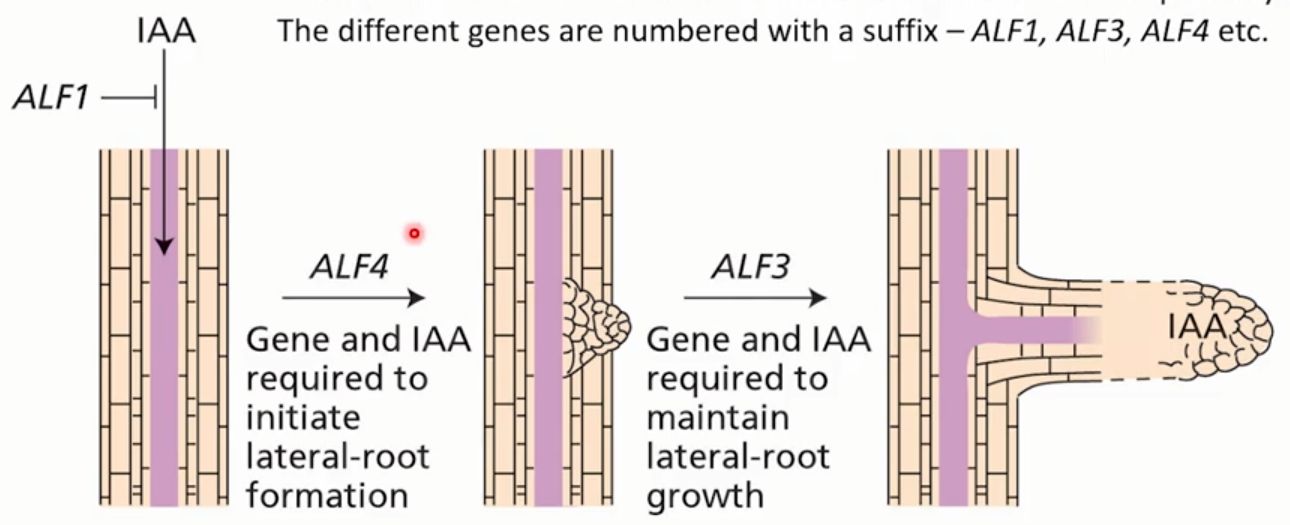 IAA
The different genes are numbered with a suffix – ALF1, ALF3, ALF4 etc.
ALF1
ALF4
Gene and IAA
required to
initiate
lateral-root
formation
ALF3
Gene and IAA
required to
maintain
lateral-root
growth
IAA